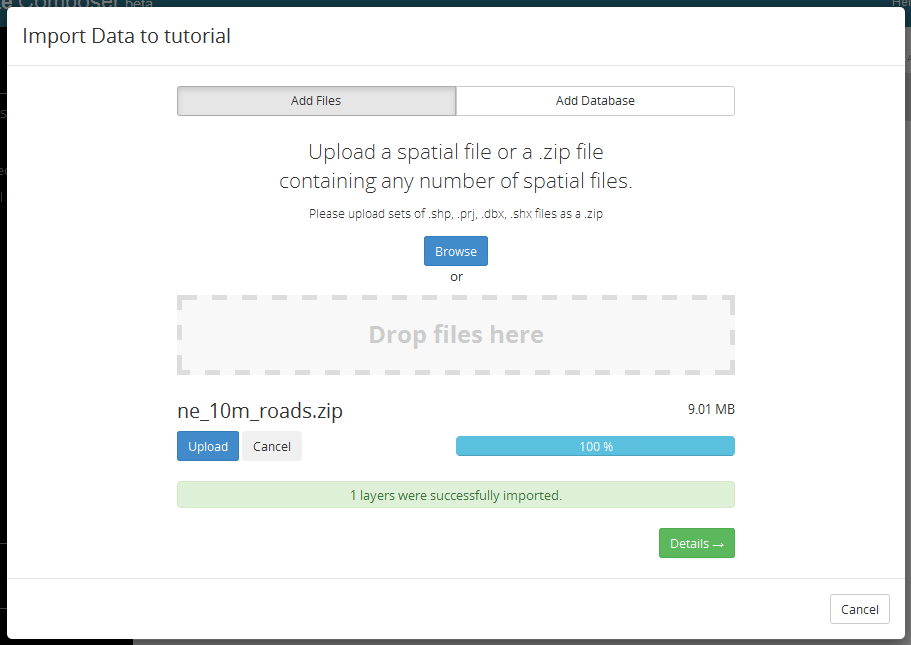 Composer beta
Import Data to tutorial
Add Files
Add Database
Upload a spatial file or a .zip file
containing any number of spatial files.
Please upload sets of .shp, .prj, .dbx, .shx files as a .zip
Browse
or
Drop files here
ne_10m_roads.zip
9.01 MB
Upload
Cancel
100 %
1 layers were successfully imported.
Details →
Cancel